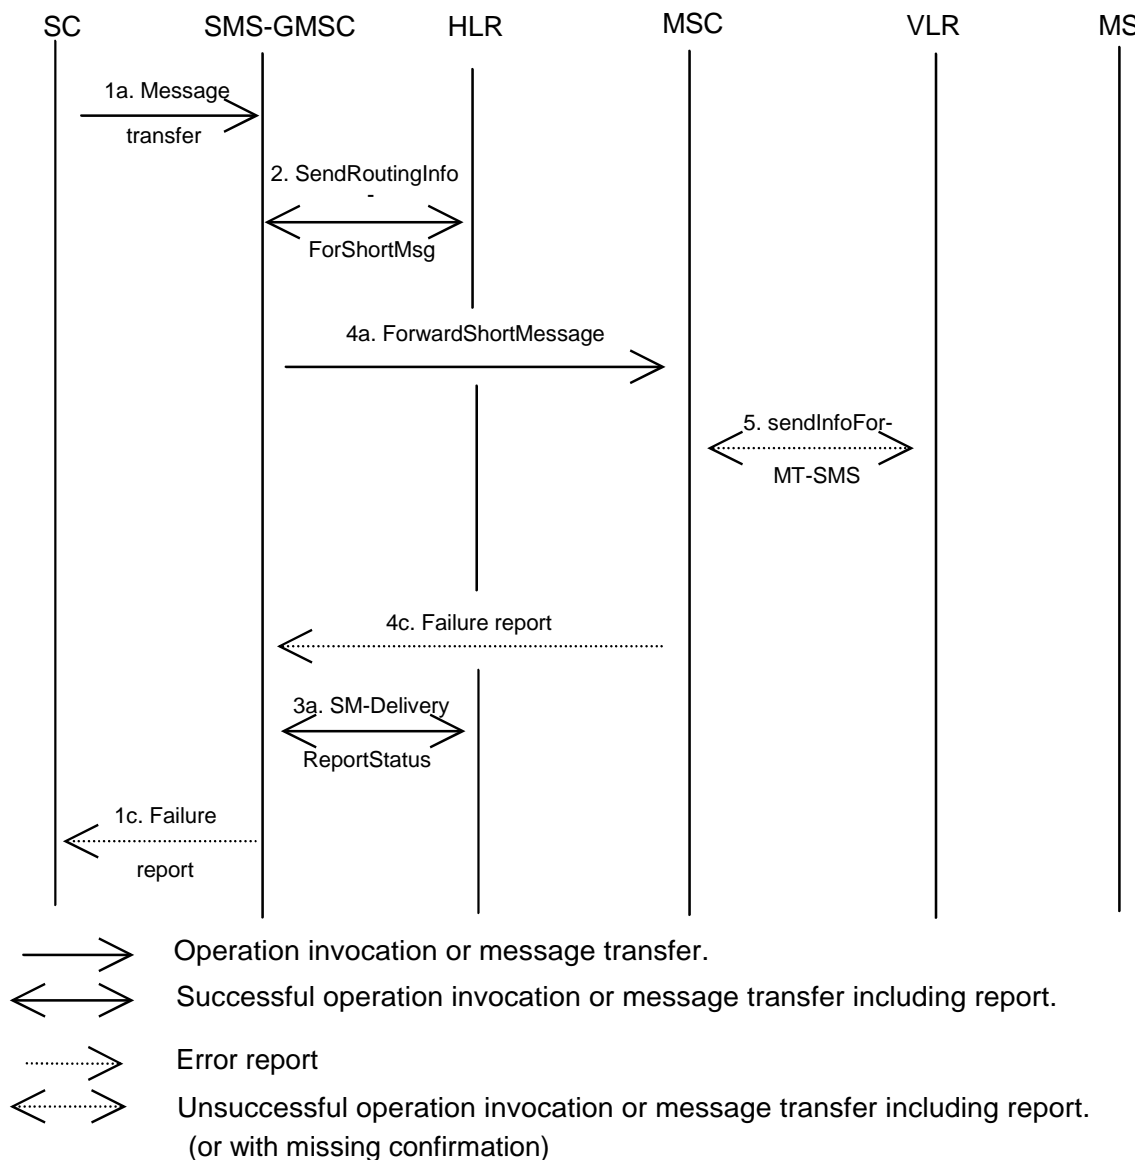 SC SMS-GMSC HLR MSC VLR MS
1a. Message
transfer
2. SendRoutingInfo
-
ForShortMsg
4a. ForwardShortMessage
5. sendInfoFor-
MT-SMS
4c. Failure report
3a. SM-Delivery
ReportStatus
1c. Failure
report
Operation invocation or message transfer.
Successful operation invocation or message transfer including report.
Error report
Unsuccessful operation invocation or message transfer including report.
(or with missing confirmation)